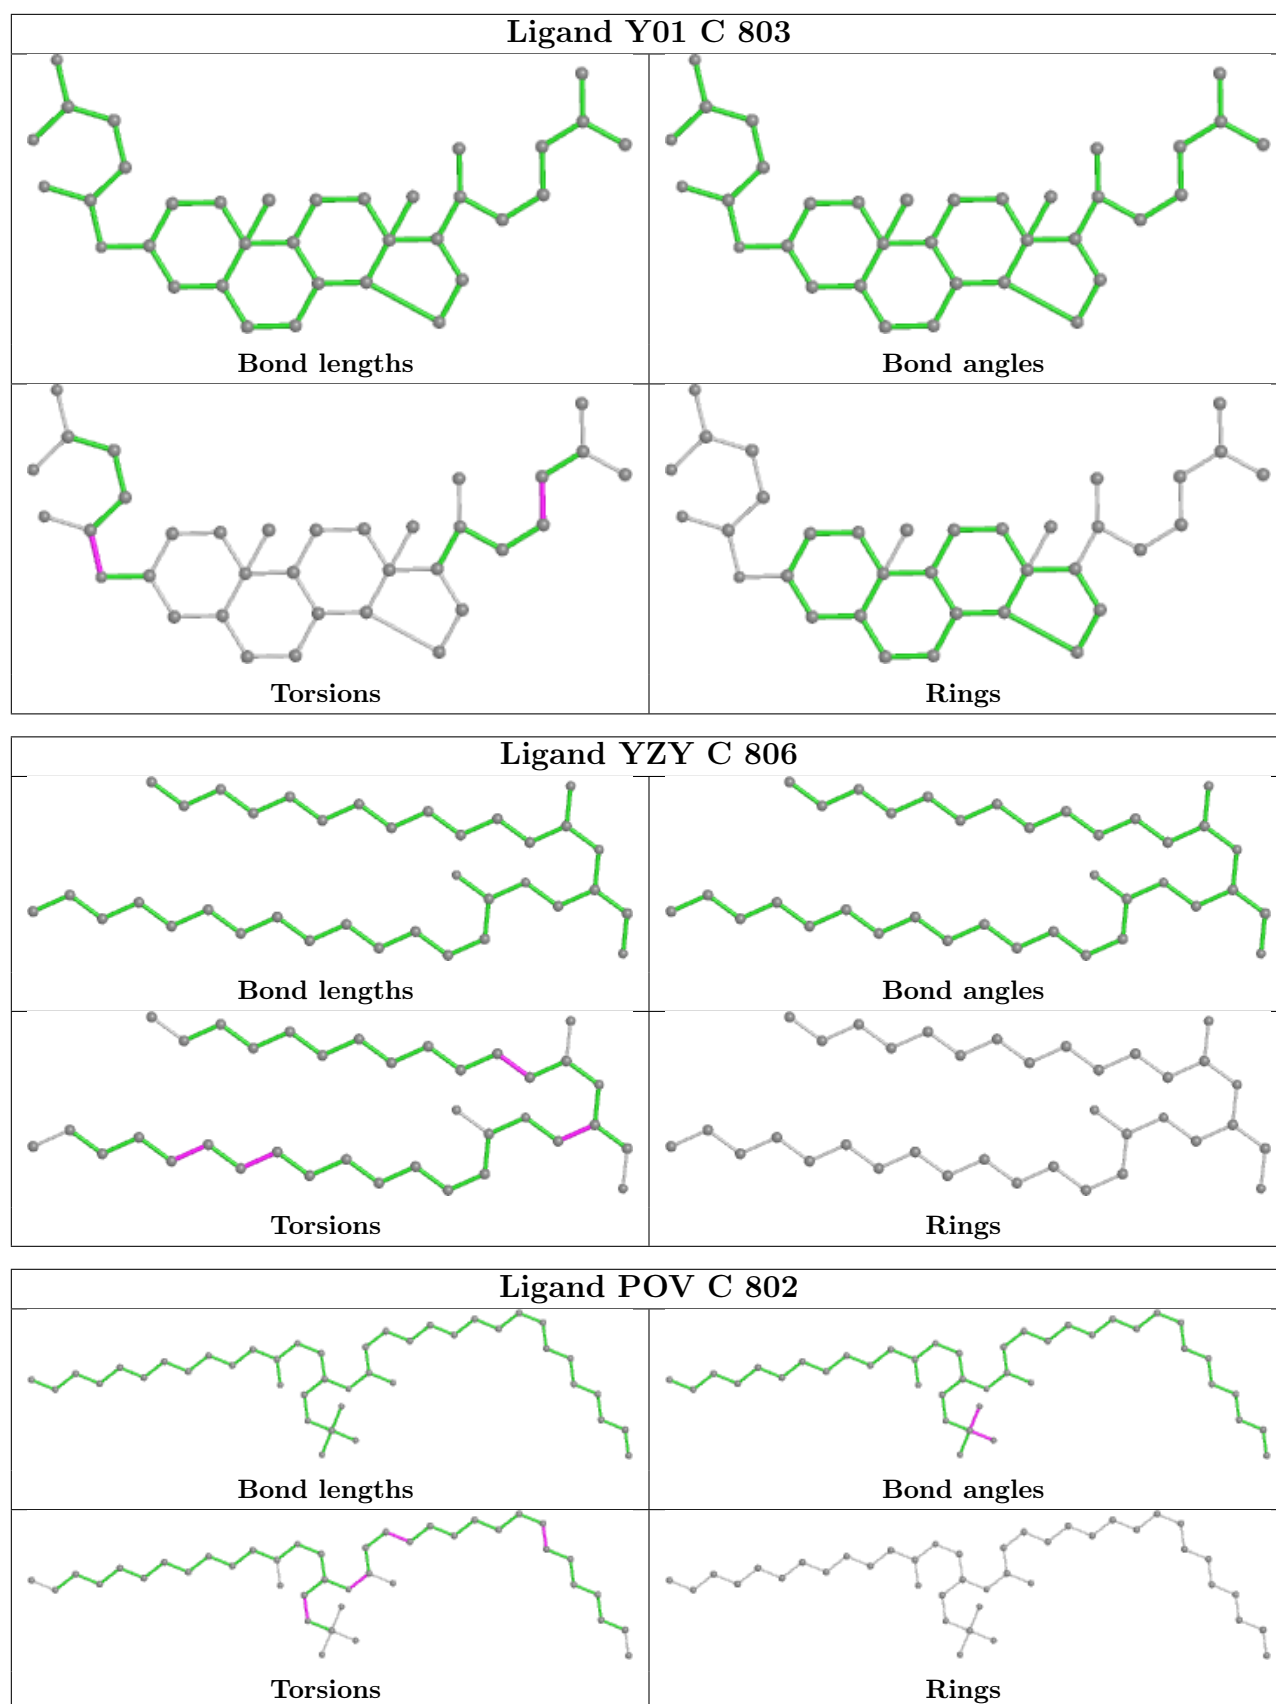 Ligand Y01 C 803
Bond lengths
Bond angles
Torsions
Rings
Ligand YZY C 806
Bond lengths
Bond angles
Torsions
Rings
Ligand POV C 802
Bond lengths
Bond angles
Torsions
Rings